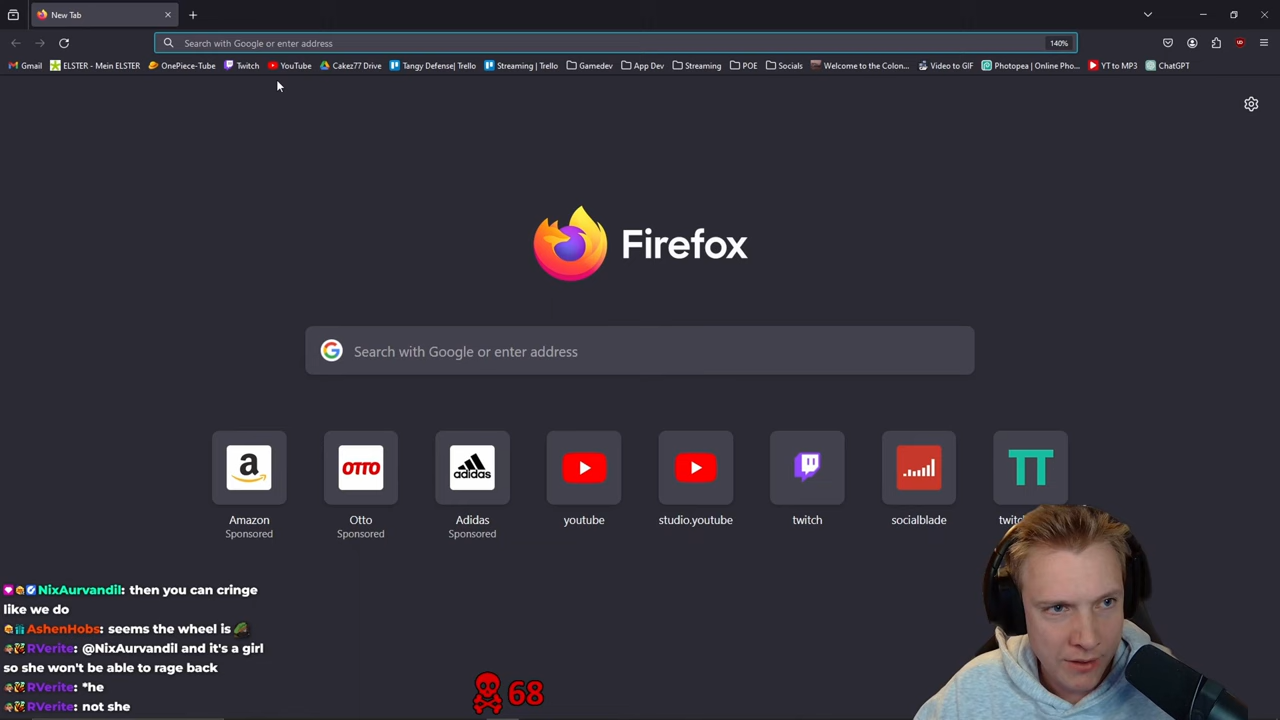 New Tab
Search with Google or enter address
140%
Gmail
ELSTER - Mein ELSTER
OnePiece-Tube
Twitch
YouTube
Cakez77 Drive
Tangy Defense| Trello
Streaming | Trello
Gamedev
App Dev
Streaming
POE
Socials
Welcome to the Colon...
Video to GIF
Photopea | Online Pho...
YT to MP3
ChatGPT
Firefox
Search with Google or enter address
a
OTTO
adidas
TT
Amazon
Otto
Adidas
youtube
studio.youtube
twitch
socialblade
Sponsored
Sponsored
Sponsored
NixAurvandil: then you can cringe
like we do
AshenHobs: seems the wheel is
RVerite: @NixAurvandil and it's a girl
so she won't be able to rage back
RVerite: *he
RVerite: not she
68